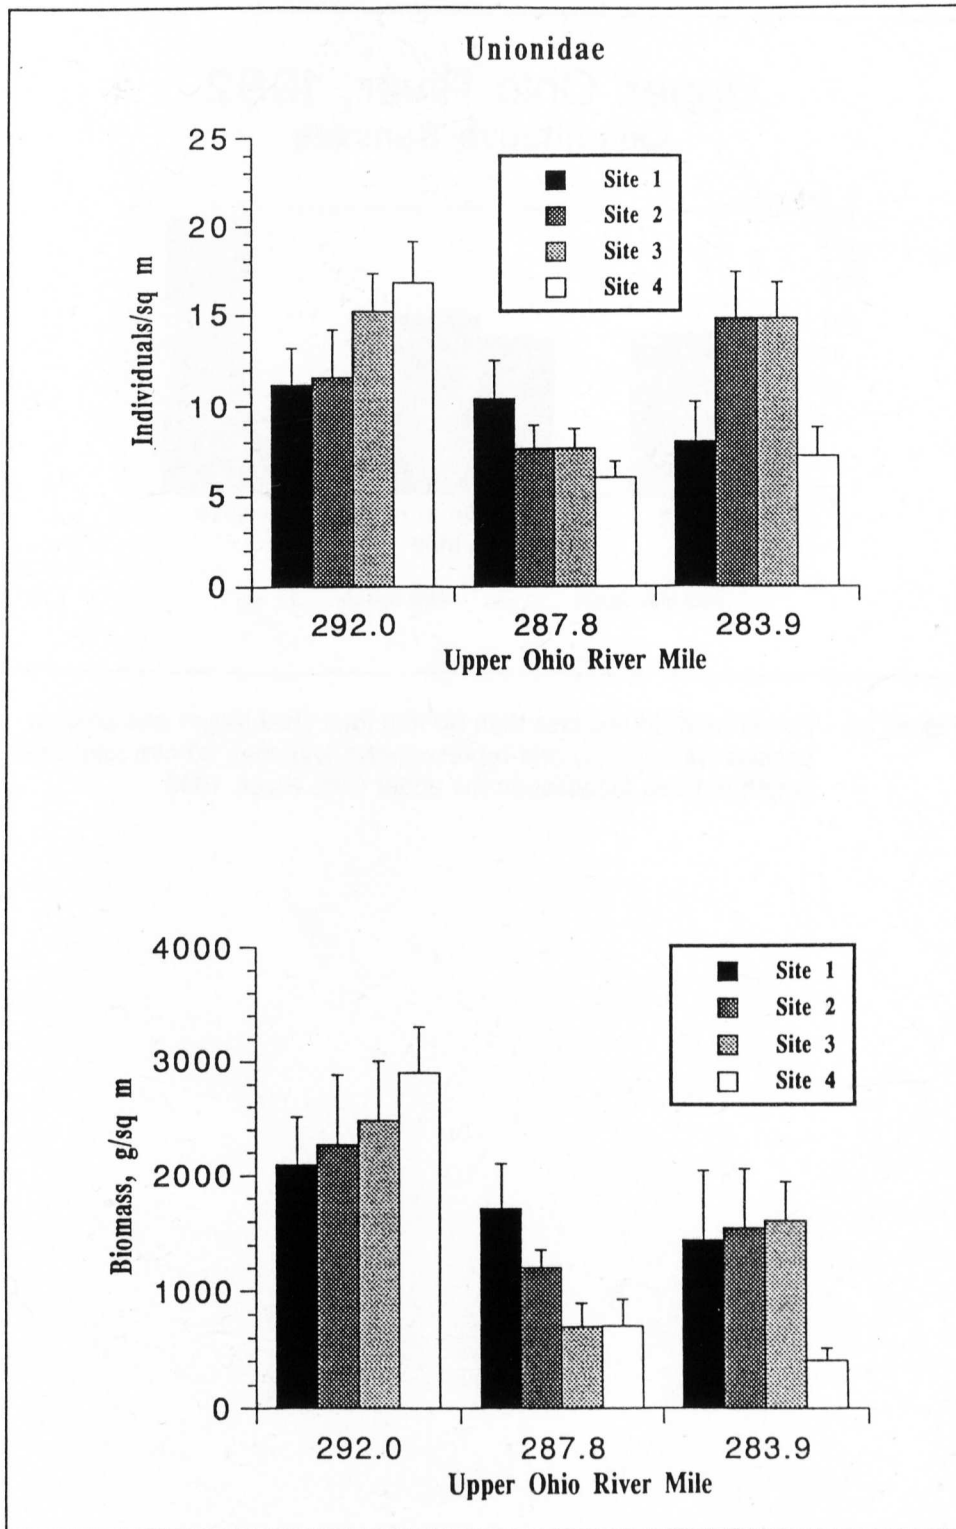 Unionidae
25
20
15
10
5
0
Individuals/sq m
Site 1
Site 2
Site 3
Site 4
292.0 287.8 283.9
Upper Ohio River Mile
4000
3000
2000
1000
0
Biomass, g/sq m
Site 1
Site 2
Site 3
Site 4
292.0 287.8 283.9
Upper Ohio River Mile